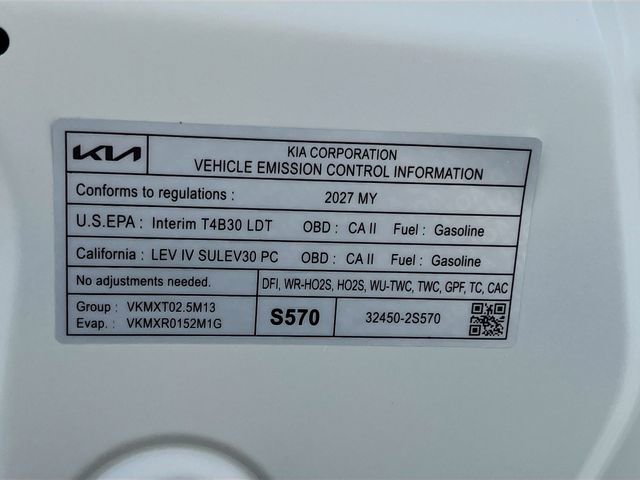 KIA
KIA CORPORATION
VEHICLE EMISSION CONTROL INFORMATION
Conforms to regulations : 2027 MY
U.S.EPA : Interim T4B30 LDT OBD : CA II Fuel : Gasoline
California : LEV IV SULEV30 PC OBD : CA II Fuel : Gasoline
No adjustments needed. DFI, WR-HO2S, HO2S, WU-TWC, TWC, GPF, TC, CAC
Group : VKMXT02.5M13
Evap. : VKMXR0152M1G
S570
32450-2S570